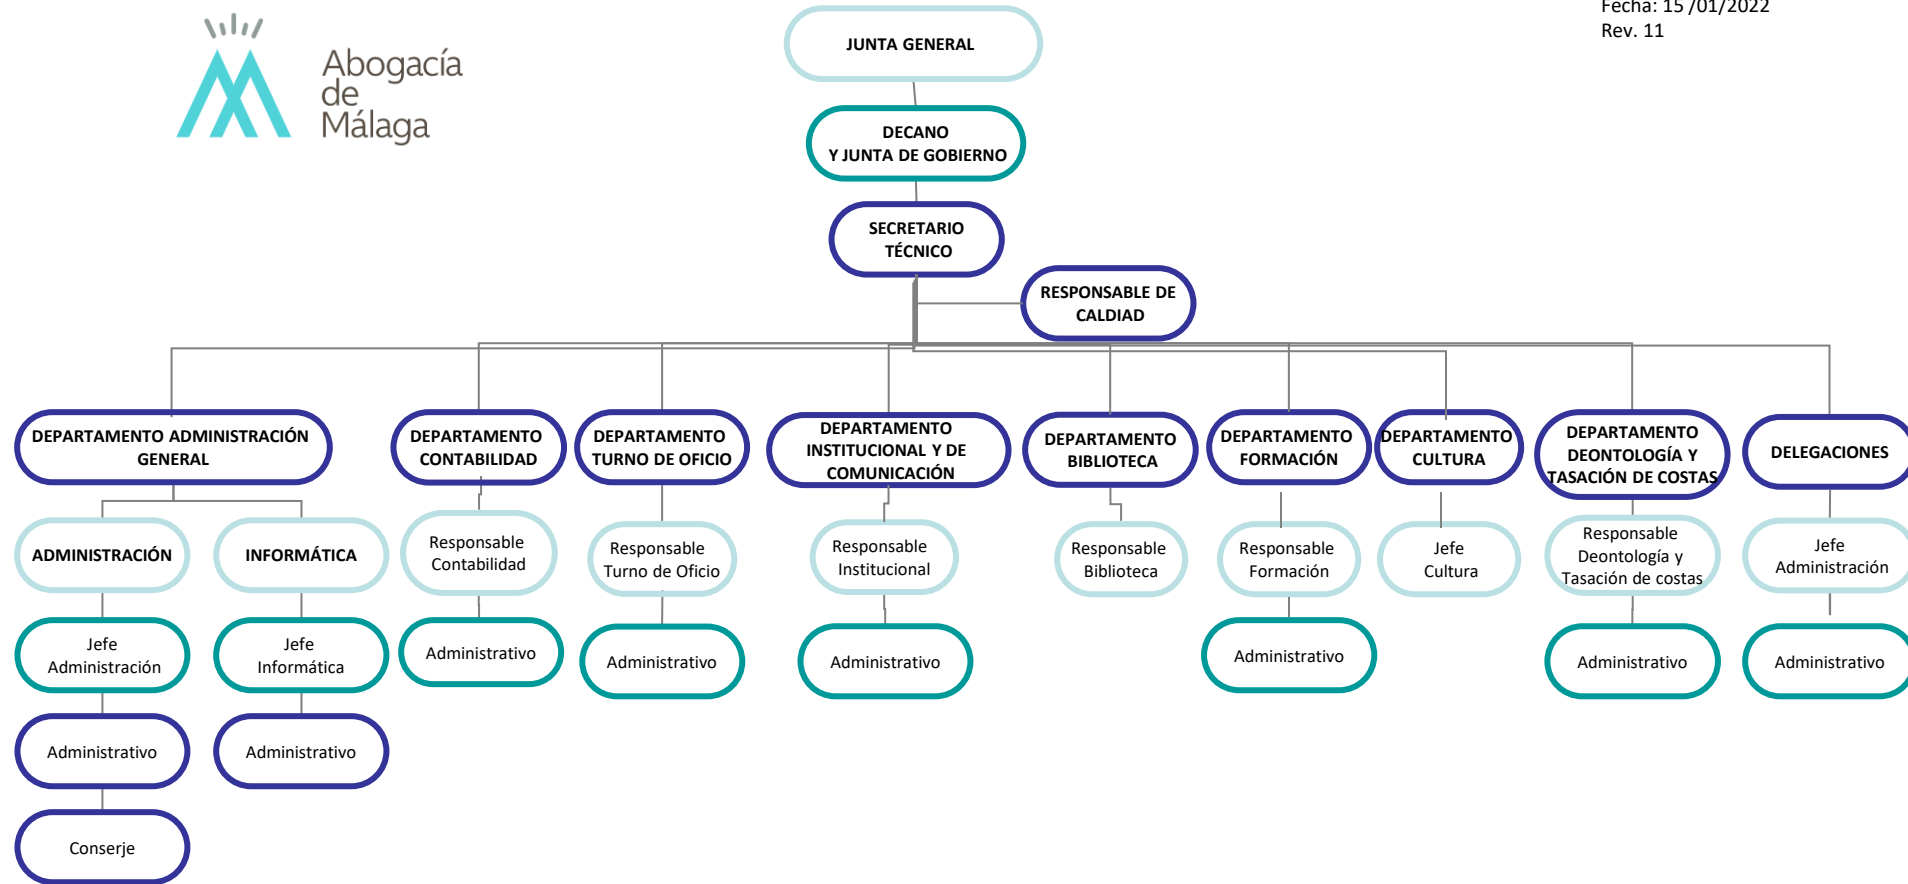 Fecha: 15 /01/2022
Rev. 11
Abogacía
de
Málaga
JUNTA GENERAL
DECANO
Y JUNTA DE GOBIERNO
SECRETARIO
TÉCNICO
RESPONSABLE DE
CALDIAD
DEPARTAMENTO ADMINISTRACIÓN
GENERAL
DEPARTAMENTO
CONTABILIDAD
DEPARTAMENTO
TURNO DE OFICIO
DEPARTAMENTO
INSTITUCIONAL Y DE
COMUNICACIÓN
DEPARTAMENTO
BIBLIOTECA
DEPARTAMENTO
FORMACIÓN
DEPARTAMENTO
CULTURA
DEPARTAMENTO
DEONTOLOGÍA Y
TASACIÓN DE COSTAS
DELEGACIONES
ADMINISTRACIÓN
INFORMÁTICA
Responsable
Contabilidad
Responsable
Turno de Oficio
Responsable
Institucional
Responsable
Biblioteca
Responsable
Formación
Jefe
Cultura
Responsable
Deontología y
Tasación de costas
Jefe
Administración
Jefe
Administración
Jefe
Informática
Administrativo
Administrativo
Administrativo
Administrativo
Administrativo
Administrativo
Administrativo
Administrativo
Conserje